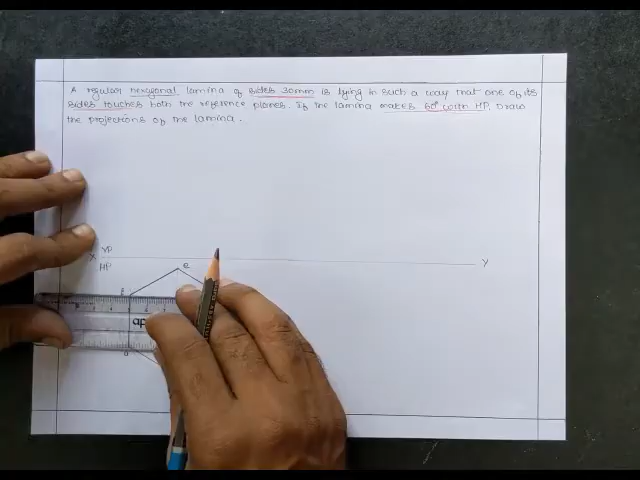 A regular hexagonal lamina of sides 30mm is lying in such a way that one of its
sides touches both the reference planes. If the lamina makes 60° with HP. Draw
the projections of the lamina.
VP
X Y
HP
e
f
ap
a